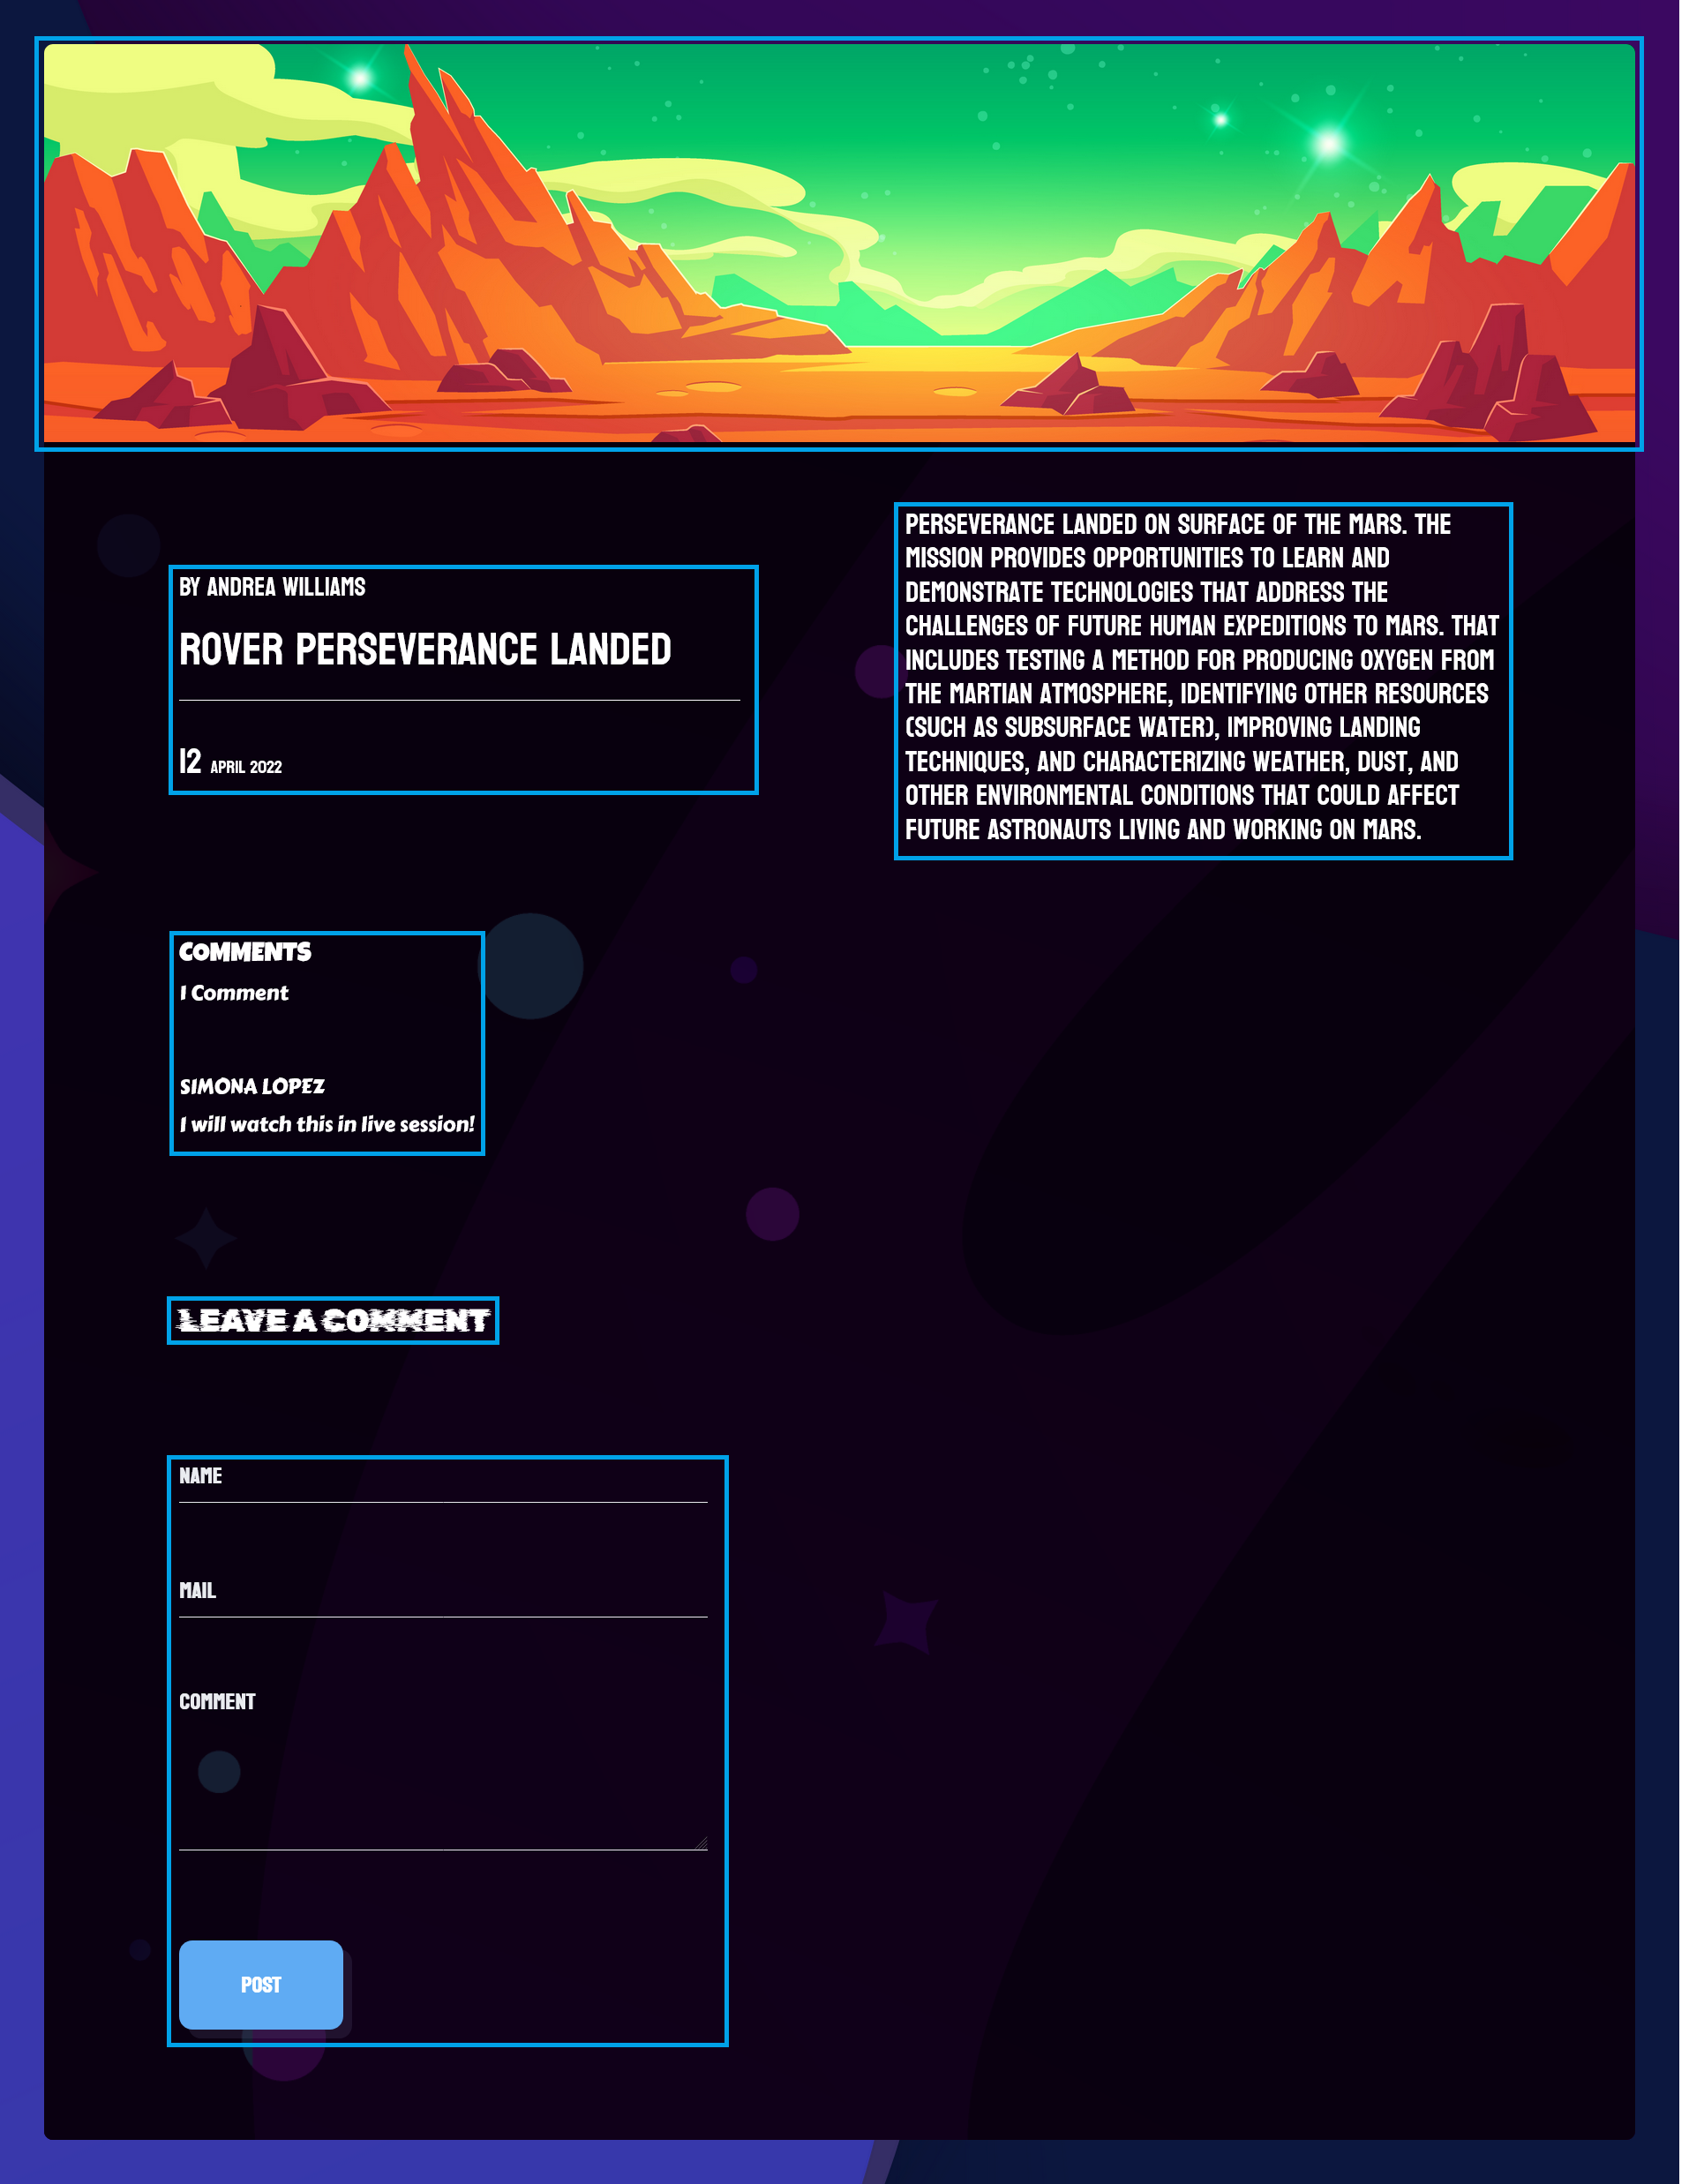 BY ANDREA WILLIAMS
ROVER PERSEVERANCE LANDED
12 APRIL 2022
PERSEVERANCE LANDED ON SURFACE OF THE MARS. THE
MISSION PROVIDES OPPORTUNITIES TO LEARN AND
DEMONSTRATE TECHNOLOGIES THAT ADDRESS THE
CHALLENGES OF FUTURE HUMAN EXPEDITIONS TO MARS. THAT
INCLUDES TESTING A METHOD FOR PRODUCING OXYGEN FROM
THE MARTIAN ATMOSPHERE, IDENTIFYING OTHER RESOURCES
(SUCH AS SUBSURFACE WATER), IMPROVING LANDING
TECHNIQUES, AND CHARACTERIZING WEATHER, DUST, AND
OTHER ENVIRONMENTAL CONDITIONS THAT COULD AFFECT
FUTURE ASTRONAUTS LIVING AND WORKING ON MARS.
COMMENTS
1 Comment
SIMONA LOPEZ
I will watch this in live session!
LEAVE A COMMENT
NAME
MAIL
COMMENT
POST